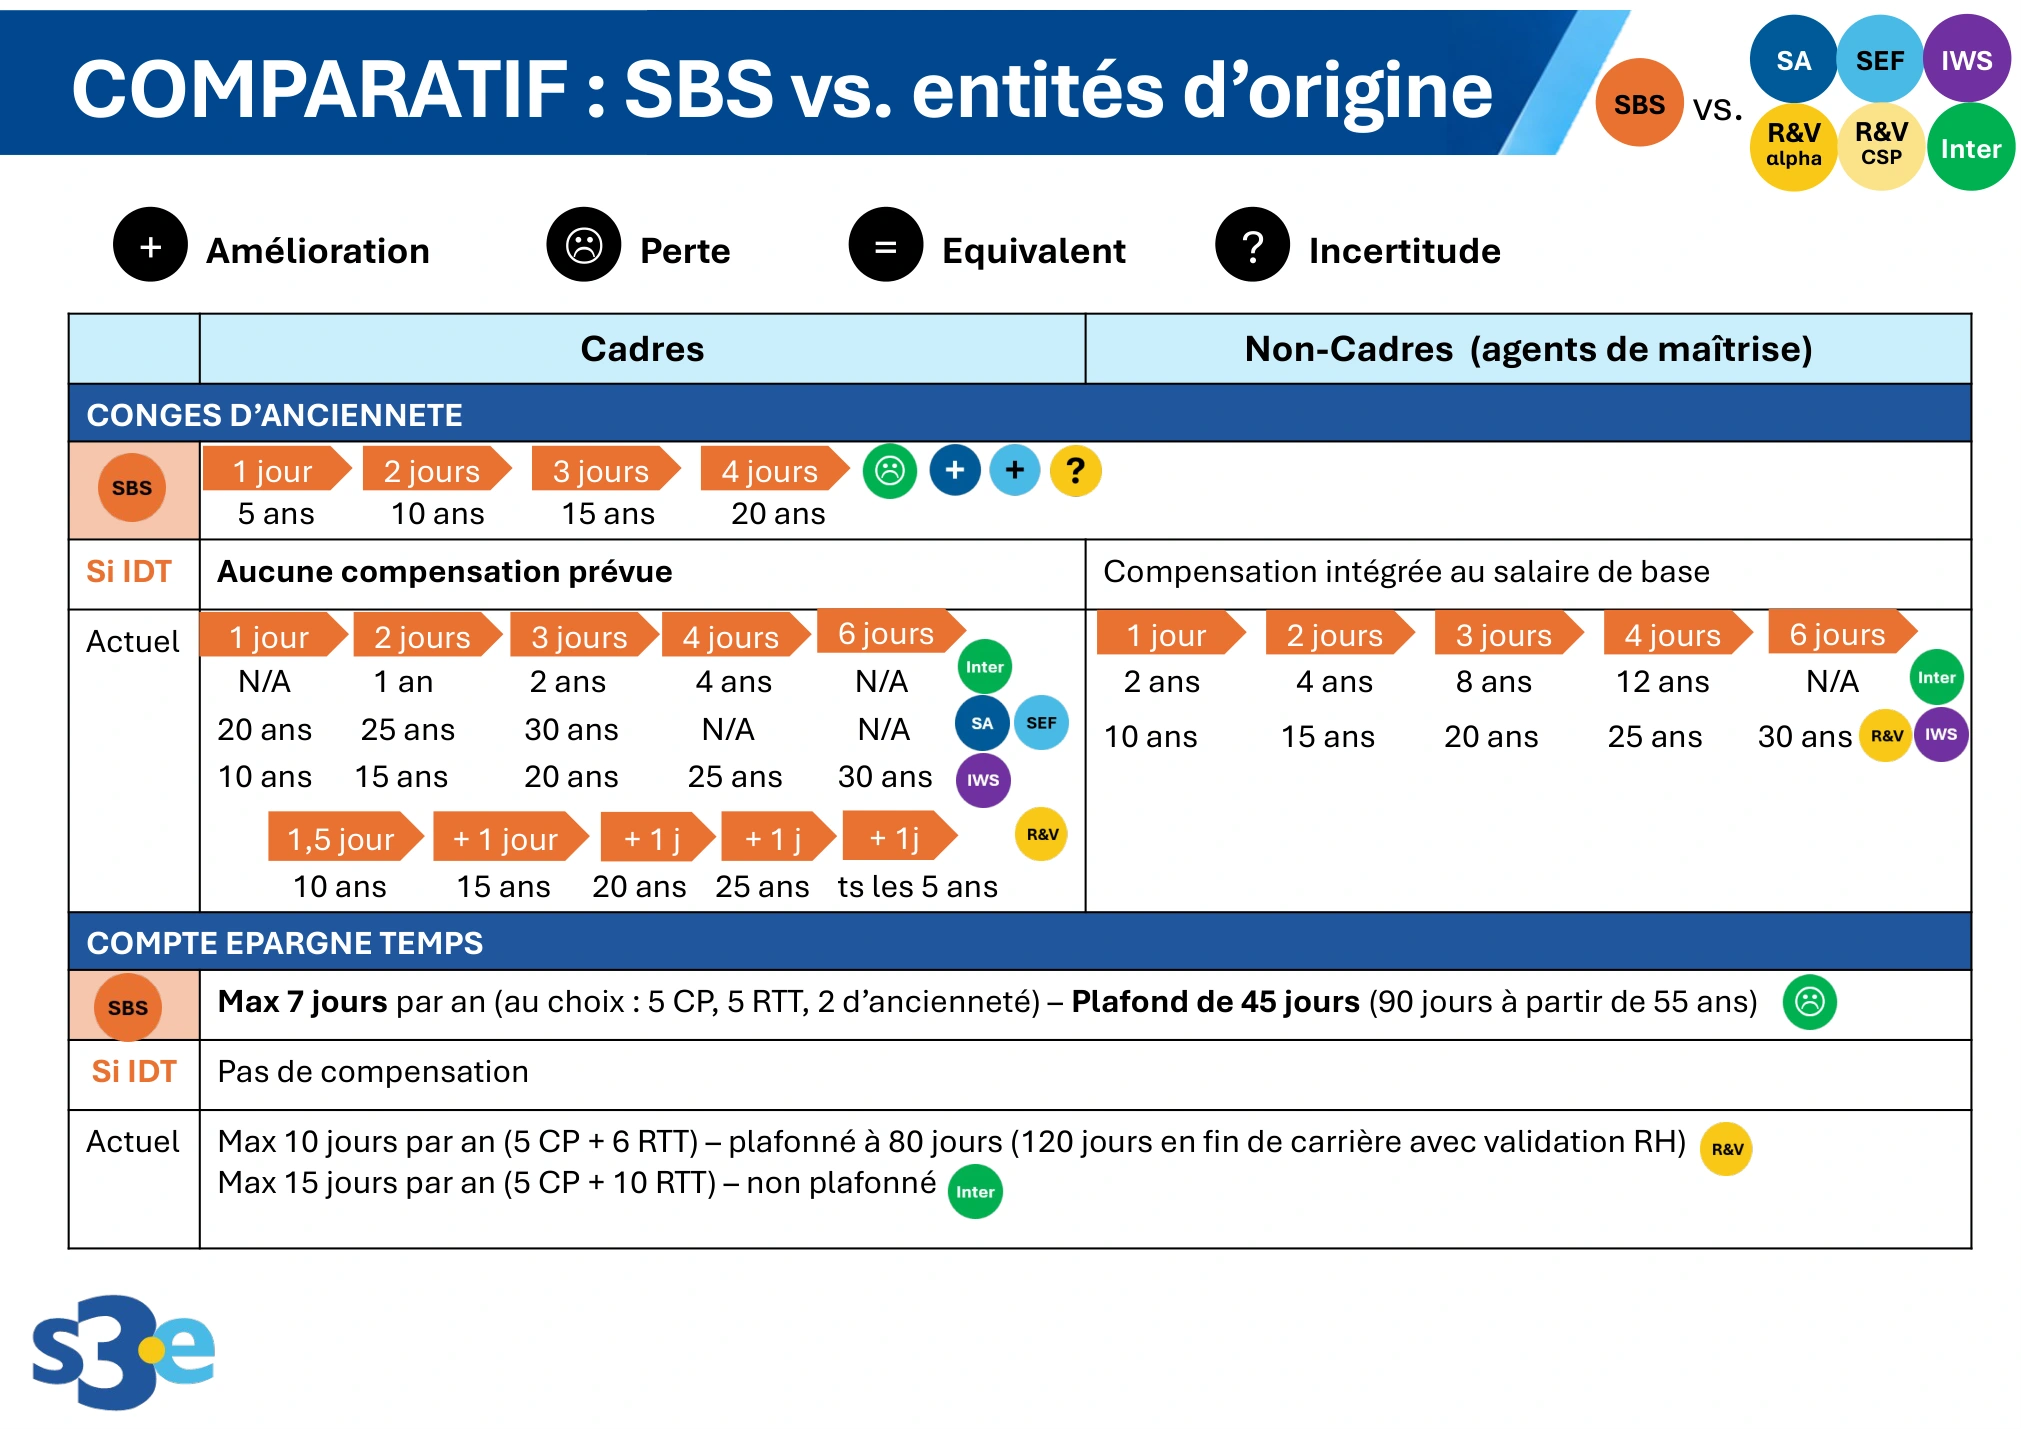 COMPARATIF : SBS vs. entités d’origine
SBS vs.
SA SEF IWS
R&V alpha R&V CSP Inter
+ Amélioration ☹ Perte = Equivalent ? Incertitude
Cadres Non-Cadres (agents de maîtrise)
CONGES D’ANCIENNETE
SBS 1 jour 2 jours 3 jours 4 jours ☹ + + ?
5 ans 10 ans 15 ans 20 ans
Si IDT Aucune compensation prévue Compensation intégrée au salaire de base
Actuel 1 jour 2 jours 3 jours 4 jours 6 jours 1 jour 2 jours 3 jours 4 jours 6 jours
N/A 1 an 2 ans 4 ans N/A Inter 2 ans 4 ans 8 ans 12 ans N/A Inter
20 ans 25 ans 30 ans N/A N/A SA SEF 10 ans 15 ans 20 ans 25 ans 30 ans R&V IWS
10 ans 15 ans 20 ans 25 ans 30 ans IWS
1,5 jour + 1 jour + 1 j + 1 j + 1j R&V
10 ans 15 ans 20 ans 25 ans ts les 5 ans
COMPTE EPARGNE TEMPS
SBS Max 7 jours par an (au choix : 5 CP, 5 RTT, 2 d’ancienneté) – Plafond de 45 jours (90 jours à partir de 55 ans) ☹
Si IDT Pas de compensation
Actuel Max 10 jours par an (5 CP + 6 RTT) – plafonné à 80 jours (120 jours en fin de carrière avec validation RH) R&V
Max 15 jours par an (5 CP + 10 RTT) – non plafonné Inter
s3e